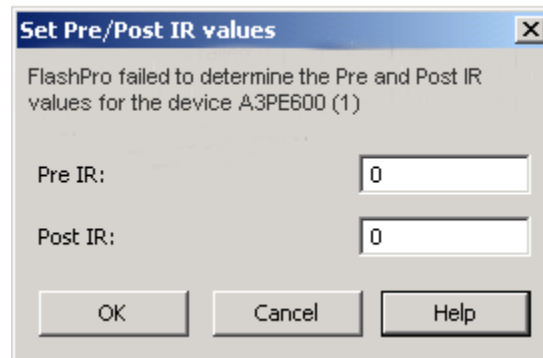 Set Pre/Post IR values
FlashPro failed to determine the Pre and Post IR
values for the device A3PE600 (1)
Pre IR:
0
Post IR:
0
OK
Cancel
Help